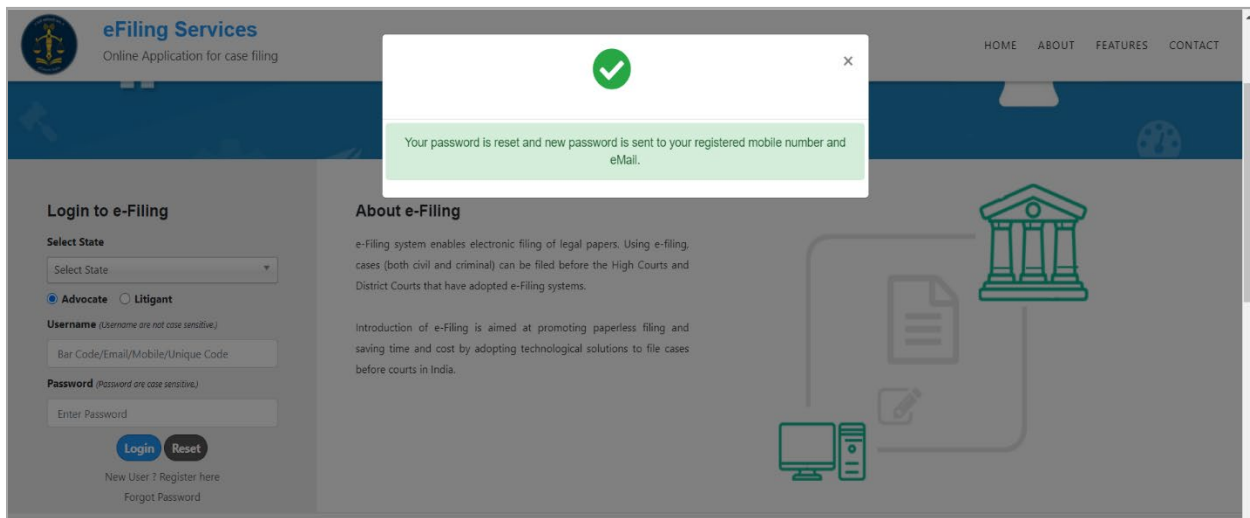 eFiling Services
Online Application for case filing
HOME ABOUT FEATURES CONTACT
×
Your password is reset and new password is sent to your registered mobile number and
eMail.
Login to e-Filing
Select State
Select State
Advocate Litigant
Username (Username are not case sensitive.)
Bar Code/Email/Mobile/Unique Code
Password (Password are case sensitive.)
Enter Password
Login Reset
New User ? Register here
Forgot Password
About e-Filing
e-Filing system enables electronic filing of legal papers. Using e-filing,
cases (both civil and criminal) can be filed before the High Courts and
District Courts that have adopted e-Filing systems.
Introduction of e-Filing is aimed at promoting paperless filing and
saving time and cost by adopting technological solutions to file cases
before courts in India.